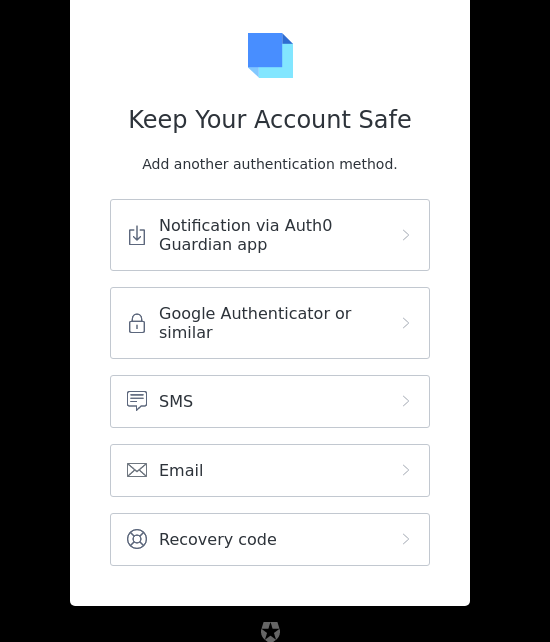 Keep Your Account Safe
Add another authentication method.
Notification via Auth0
Guardian app
Google Authenticator or
similar
SMS
Email
Recovery code